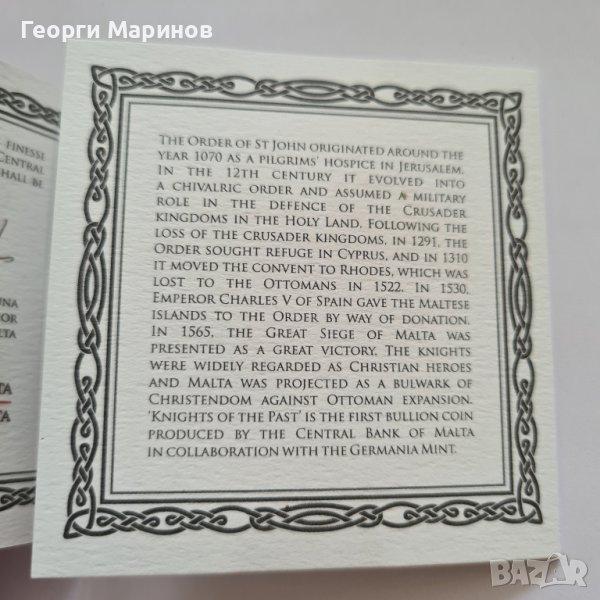 Георги Маринов
FINESSE
CENTRAL
SHALL BE
UNA
OR
LTA
TA
TA
THE ORDER OF ST JOHN ORIGINATED AROUND THE
YEAR 1070 AS A PILGRIMS' HOSPICE IN JERUSALEM.
IN THE 12TH CENTURY IT EVOLVED INTO
A CHIVALRIC ORDER AND ASSUMED A MILITARY
ROLE IN THE DEFENCE OF THE CRUSADER
KINGDOMS IN THE HOLY LAND. FOLLOWING THE
LOSS OF THE CRUSADER KINGDOMS, IN 1291, THE
ORDER SOUGHT REFUGE IN CYPRUS, AND IN 1310
IT MOVED THE CONVENT TO RHODES, WHICH WAS
LOST TO THE OTTOMANS IN 1522. IN 1530,
EMPEROR CHARLES V OF SPAIN GAVE THE MALTESE
ISLANDS TO THE ORDER BY WAY OF DONATION.
IN 1565, THE GREAT SIEGE OF MALTA WAS
PRESENTED AS A GREAT VICTORY. THE KNIGHTS
WERE WIDELY REGARDED AS CHRISTIAN HEROES
AND MALTA WAS PROJECTED AS A BULWARK OF
CHRISTENDOM AGAINST OTTOMAN EXPANSION.
'KNIGHTS OF THE PAST' IS THE FIRST BULLION COIN
PRODUCED BY THE CENTRAL BANK OF MALTA
IN COLLABORATION WITH THE GERMANIA MINT.
BAZAR